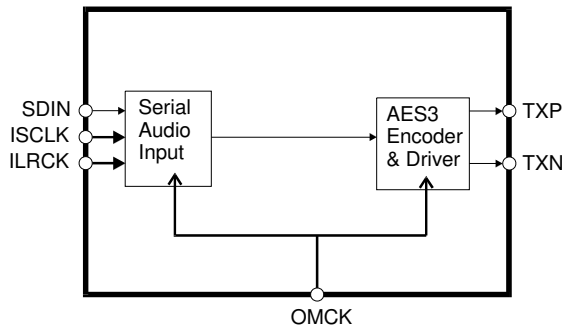 SDIN
ISCLK
ILRCK
Serial
Audio
Input
AES3
Encoder
& Driver
TXP
TXN
OMCK